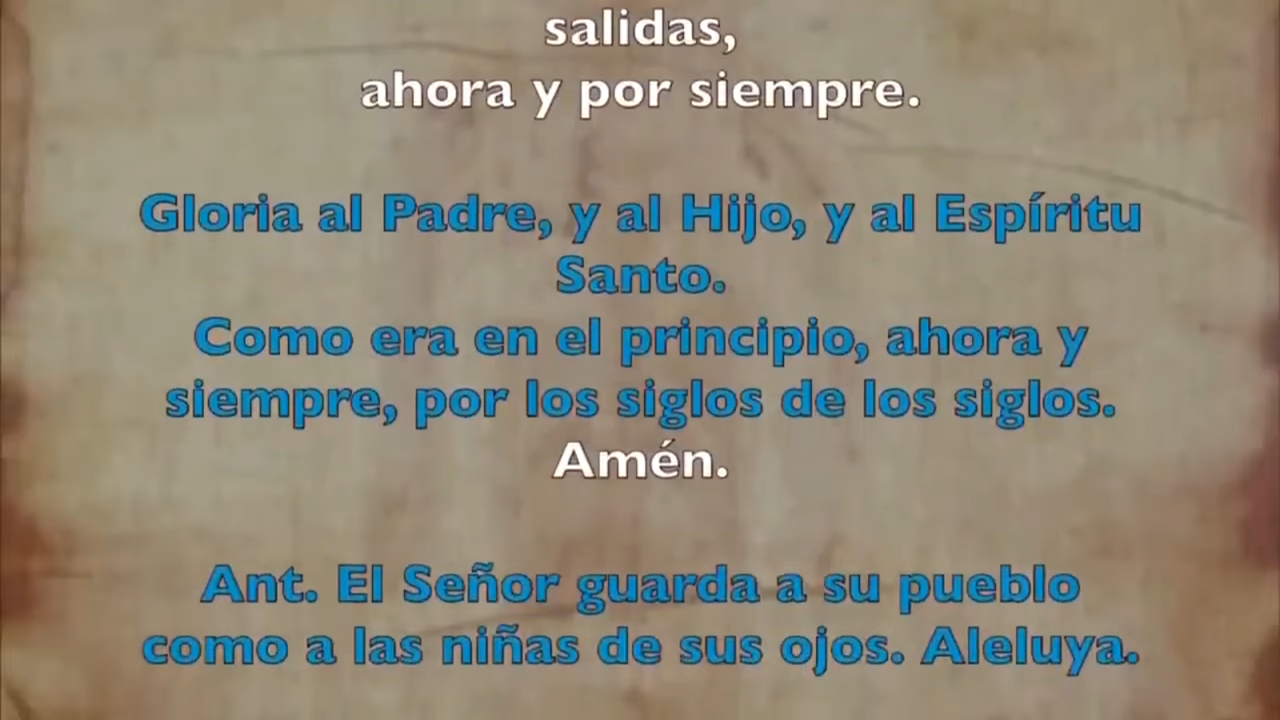 salidas,
ahora y por siempre.
Gloria al Padre, y al Hijo, y al Espíritu
Santo.
Como era en el principio, ahora y
siempre, por los siglos de los siglos.
Amén.
Ant. El Señor guarda a su pueblo
como a las niñas de sus ojos. Aleluya.